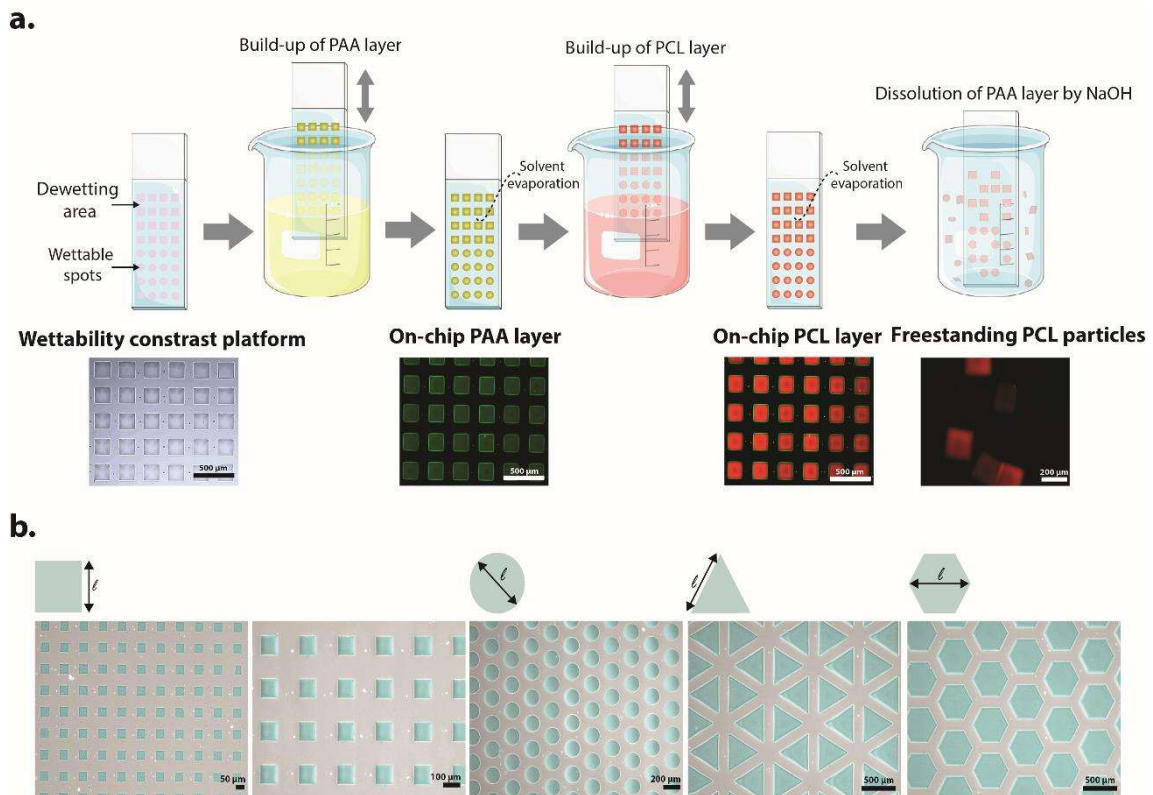 a.
Build-up of PAA layer
Build-up of PCL layer
Dissolution of PAA layer by NaOH
Dewetting
area
Wettable
spots
Solvent
evaporation
Solvent
evaporation
Wettability constrast platform
On-chip PAA layer
On-chip PCL layer
Freestanding PCL particles
500 µm
500 µm
500 µm
200 µm
b.
ℓ
ℓ
ℓ
ℓ
50 µm
100 µm
200 µm
500 µm
500 µm